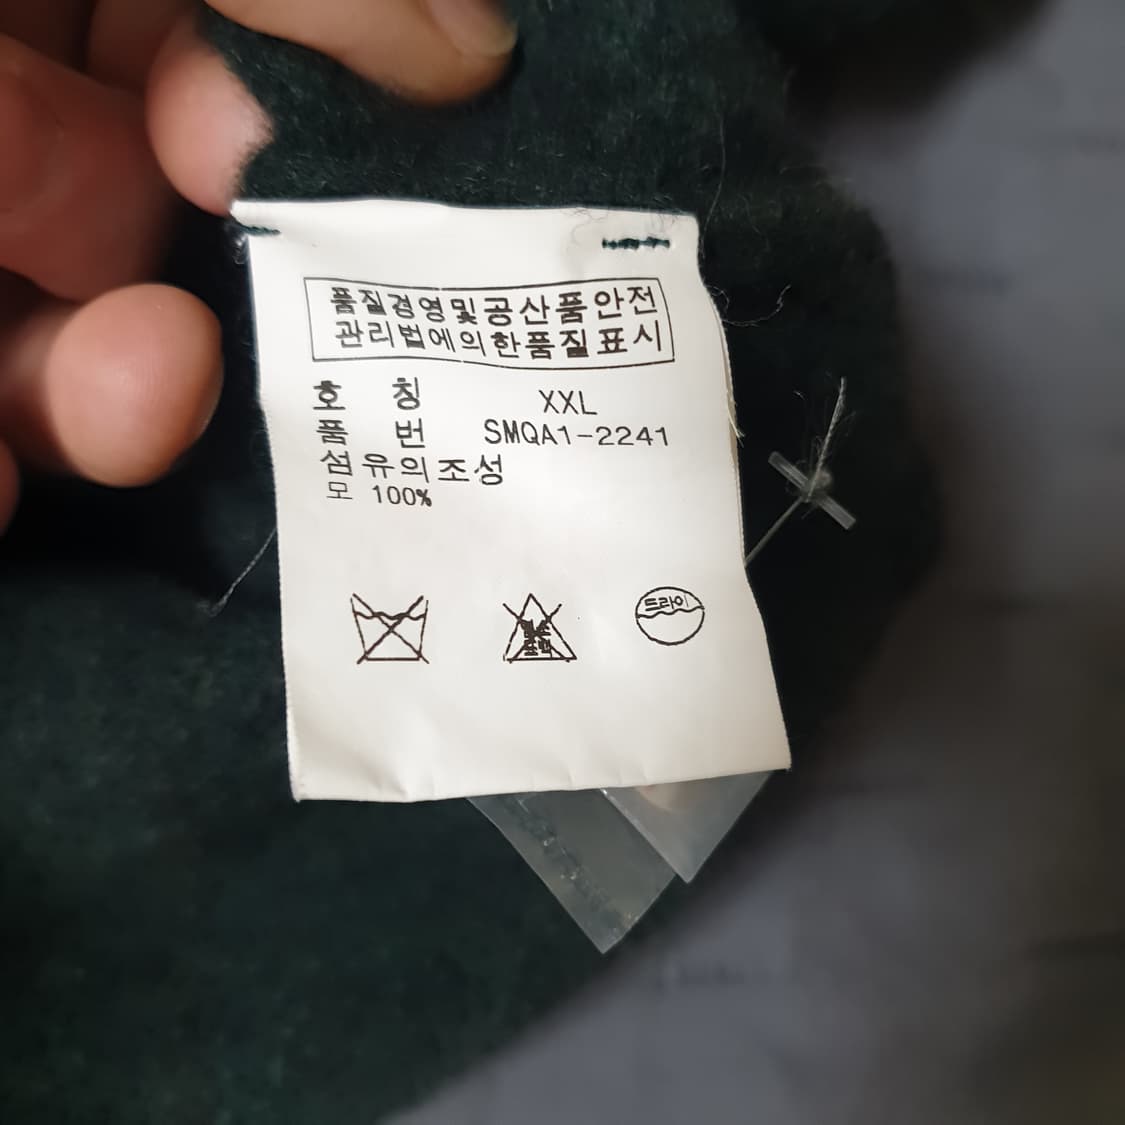 품질경영및공산품안전
관리법에의한품질표시
호 칭 XXL
품 번 SMQA1-2241
섬유의조성
모 100%
드라이